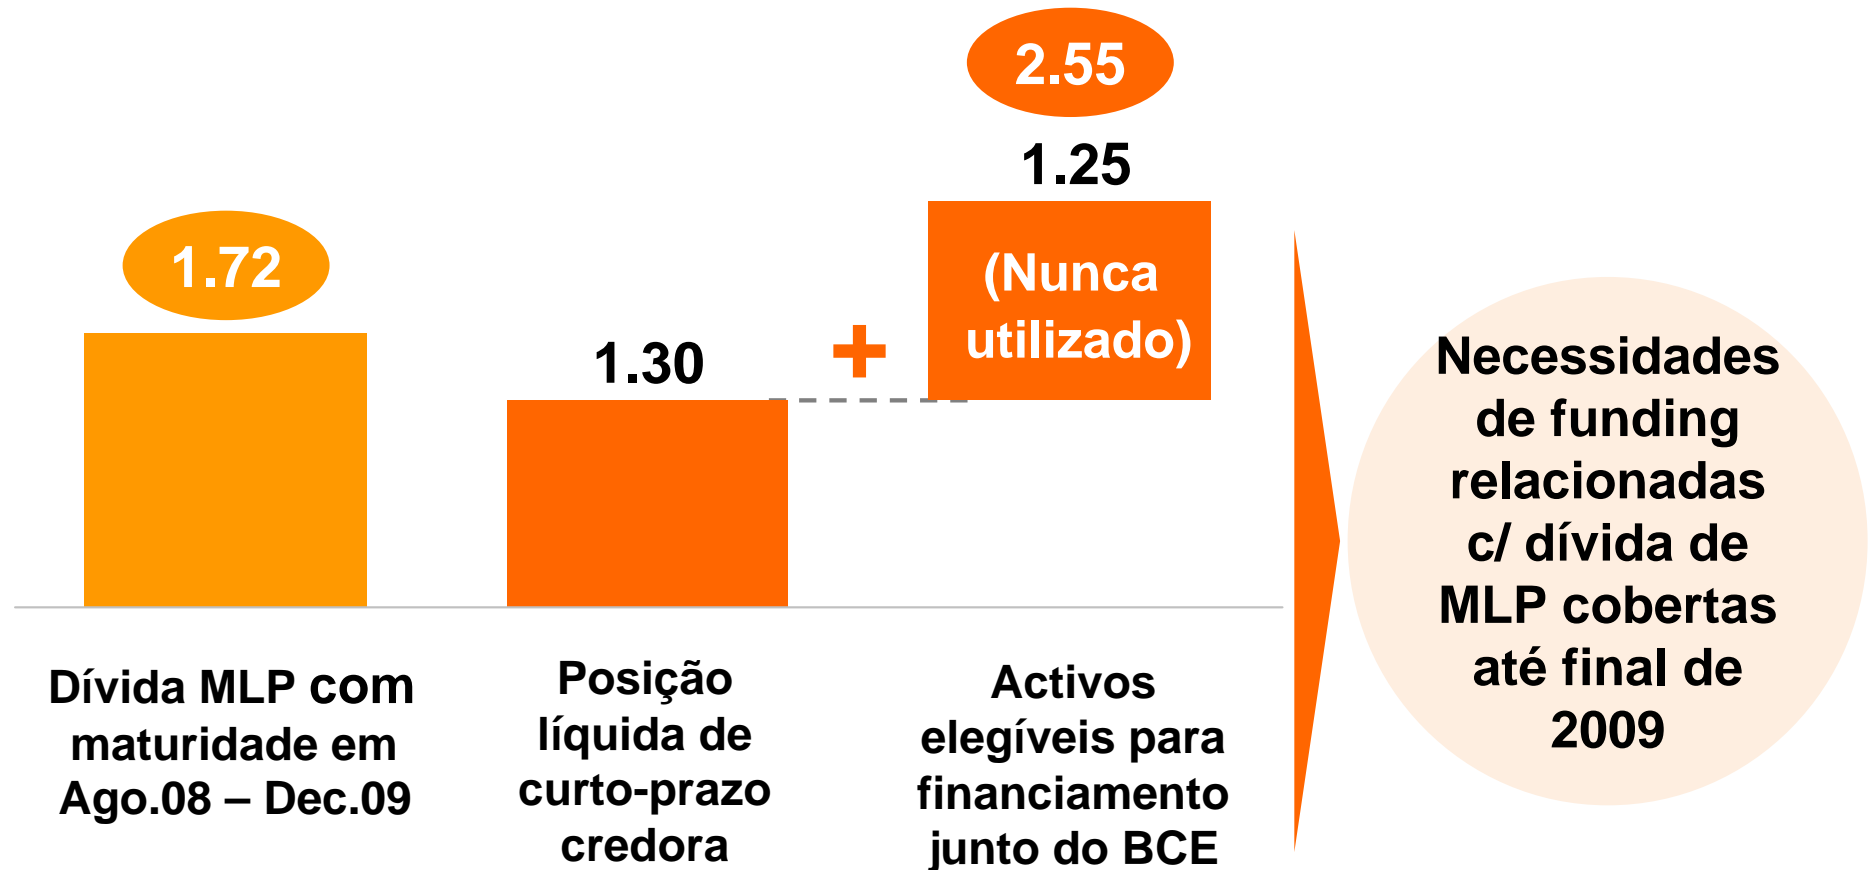 2.55
1.25
(Nunca
utilizado)
1.72
1.30
+
Dívida MLP com
maturidade em
Ago.08 – Dec.09
Posição
líquida de
curto-prazo
credora
Activos
elegíveis para
financiamento
junto do BCE
Necessidades
de funding
relacionadas
c/ dívida de
MLP cobertas
até final de
2009